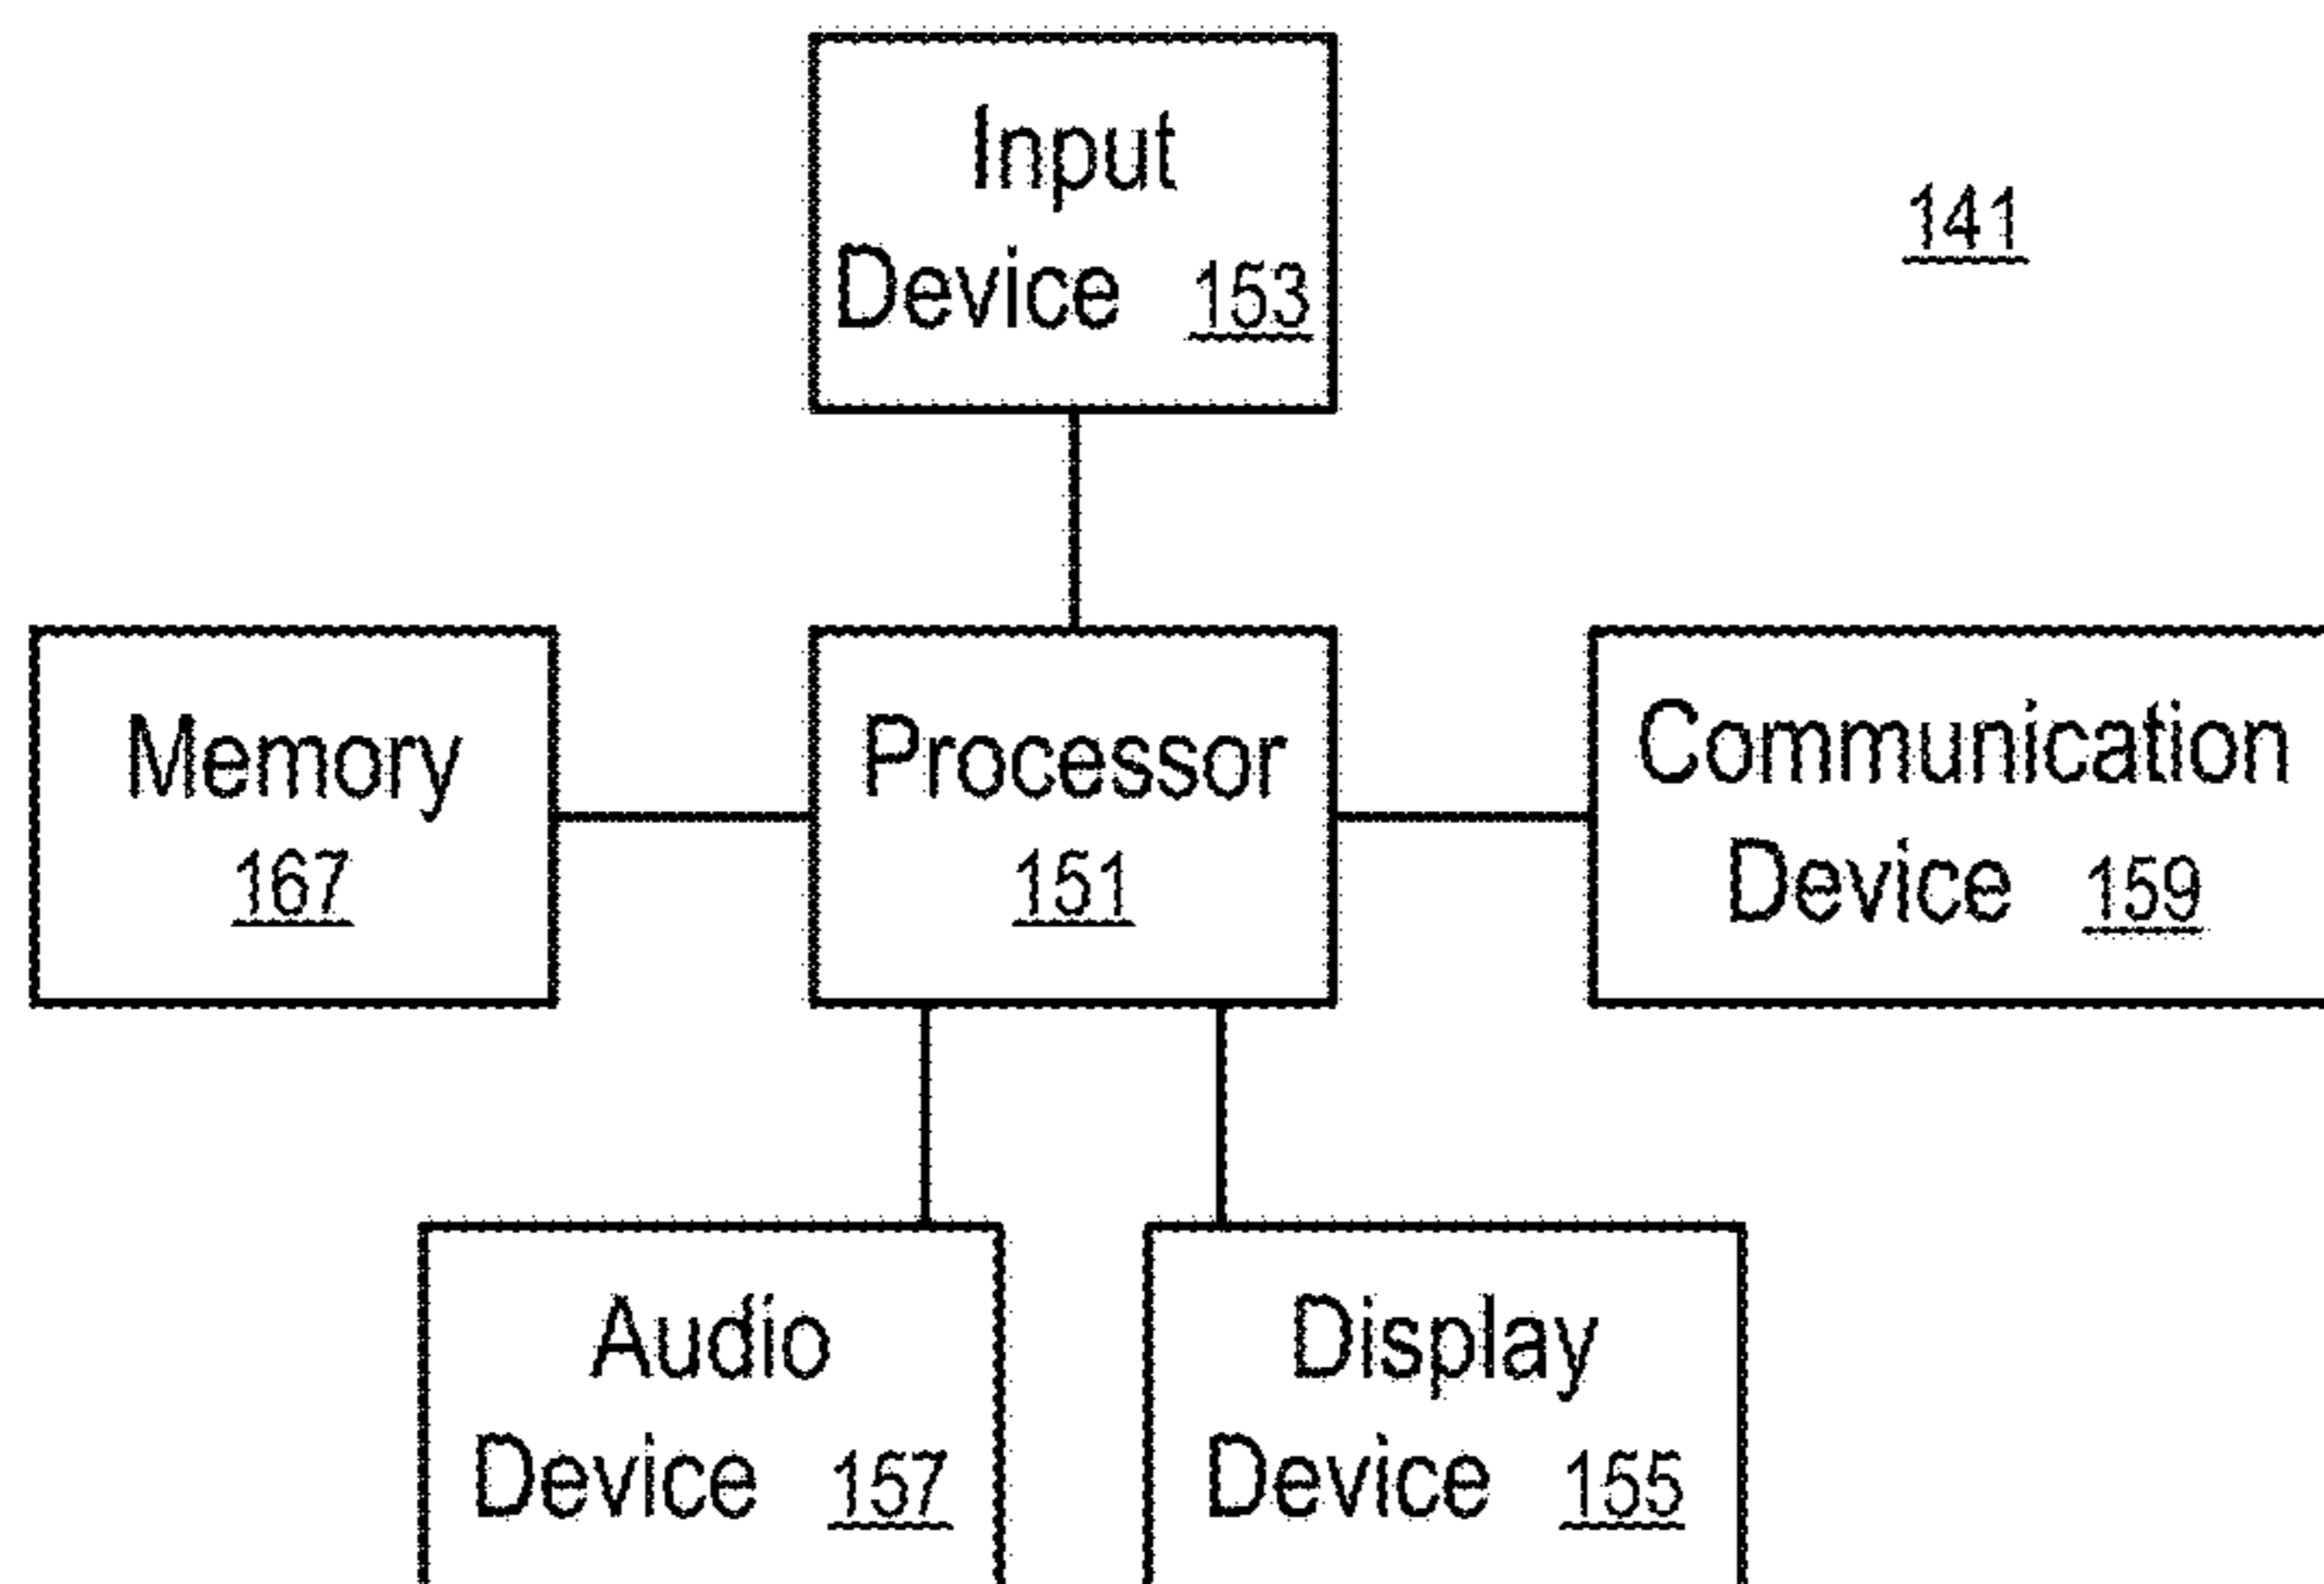 Input
Device 153
141
Memory
167
Processor
151
Communication
Device 159
Audio
Device 157
Display
Device 155